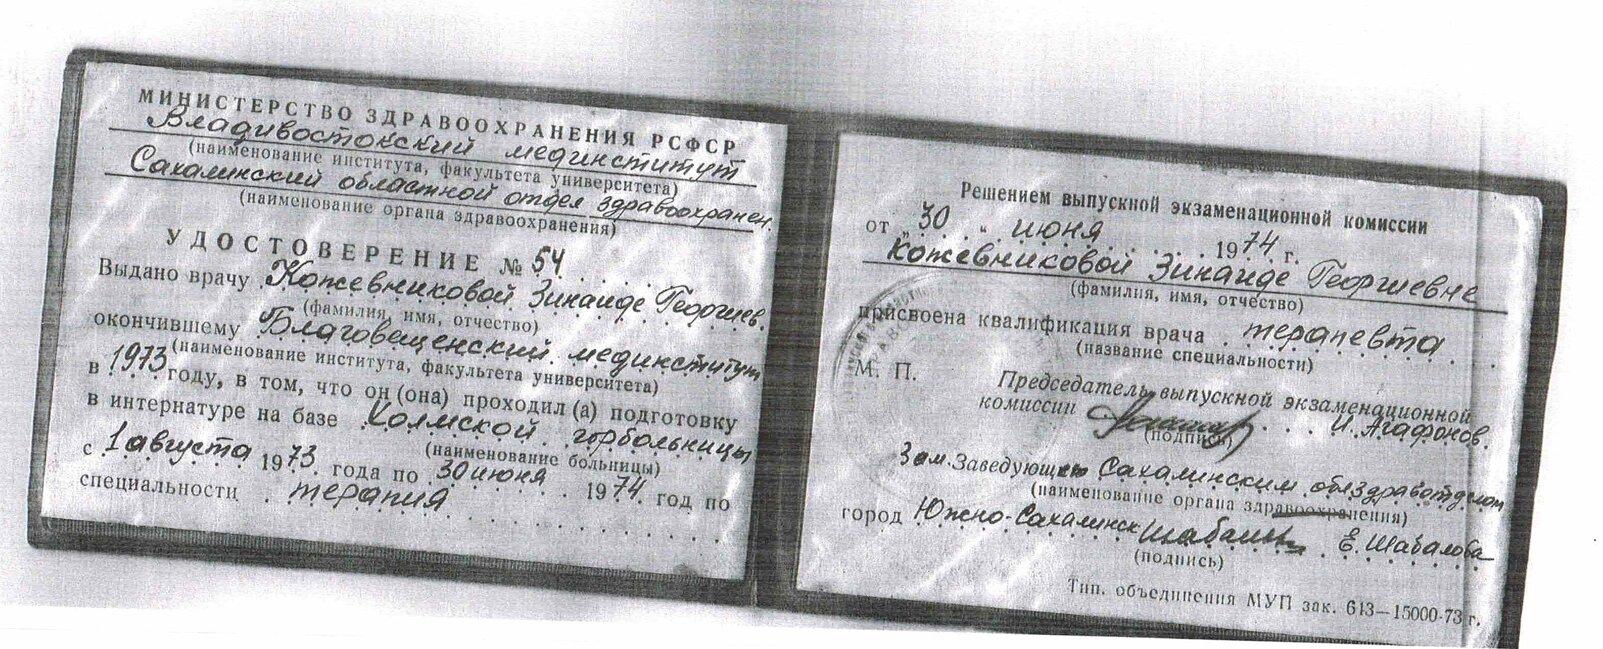 МИНИСТЕРСТВО ЗДРАВООХРАНЕНИЯ РСФСР
Владивостокский мединститут
(наименование института, факультета университета)
Сахалинский областной отдел здравоохранен.
(наименование органа здравоохранения)
УДОСТОВЕРЕНИЕ № 54
Выдано врачу Кожевниковой Зинаиде Георгиев.
(фамилия, имя, отчество)
окончившему Благовещенский мединститут
(наименование института, факультета университета)
в 1973 году, в том, что он (она) проходил (а) подготовку
в интернатуре на базе Холмской горбольницы
(наименование больницы)
с 1 августа 1973 года по 30 июня 1974 год по
специальности терапия
Решением выпускной экзаменационной комиссии
от „30“ июня 1974 г.
Кожевниковой Зинаиде Георгиевне
(фамилия, имя, отчество)
присвоена квалификация врача терапевта
(название специальности)
М. П.
Председатель выпускной экзаменационной
комиссии И. Агафонов.
(подпись)
Зам. Заведующ Сахалинским облздравотделом
(наименование органа здравоохранения)
город Южно-Сахалинск Е. Шабалова
(подпись)
Тип. объединения МУП зак. 613—15000-73 г.